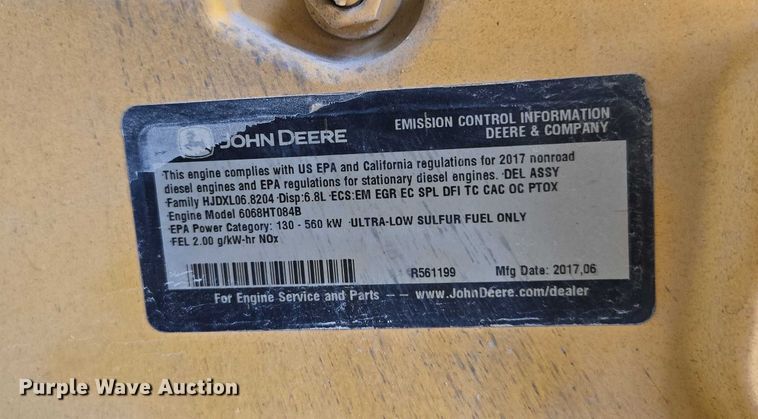 JOHN DEERE
EMISSION CONTROL INFORMATION
DEERE & COMPANY
This engine complies with US EPA and California regulations for 2017 nonroad
diesel engines and EPA regulations for stationary diesel engines. DEL ASSY
Family HJDXL06.8204 Disp:6.8L ECS:EM EGR EC SPL DFI TC CAC OC PTOX
Engine Model 6068HT084B
EPA Power Category: 130 - 560 kW ULTRA-LOW SULFUR FUEL ONLY
FEL 2.00 g/kW-hr NOx
R561199 Mfg Date: 2017,06
For Engine Service and Parts -- www.JohnDeere.com/dealer
Purple Wave Auction